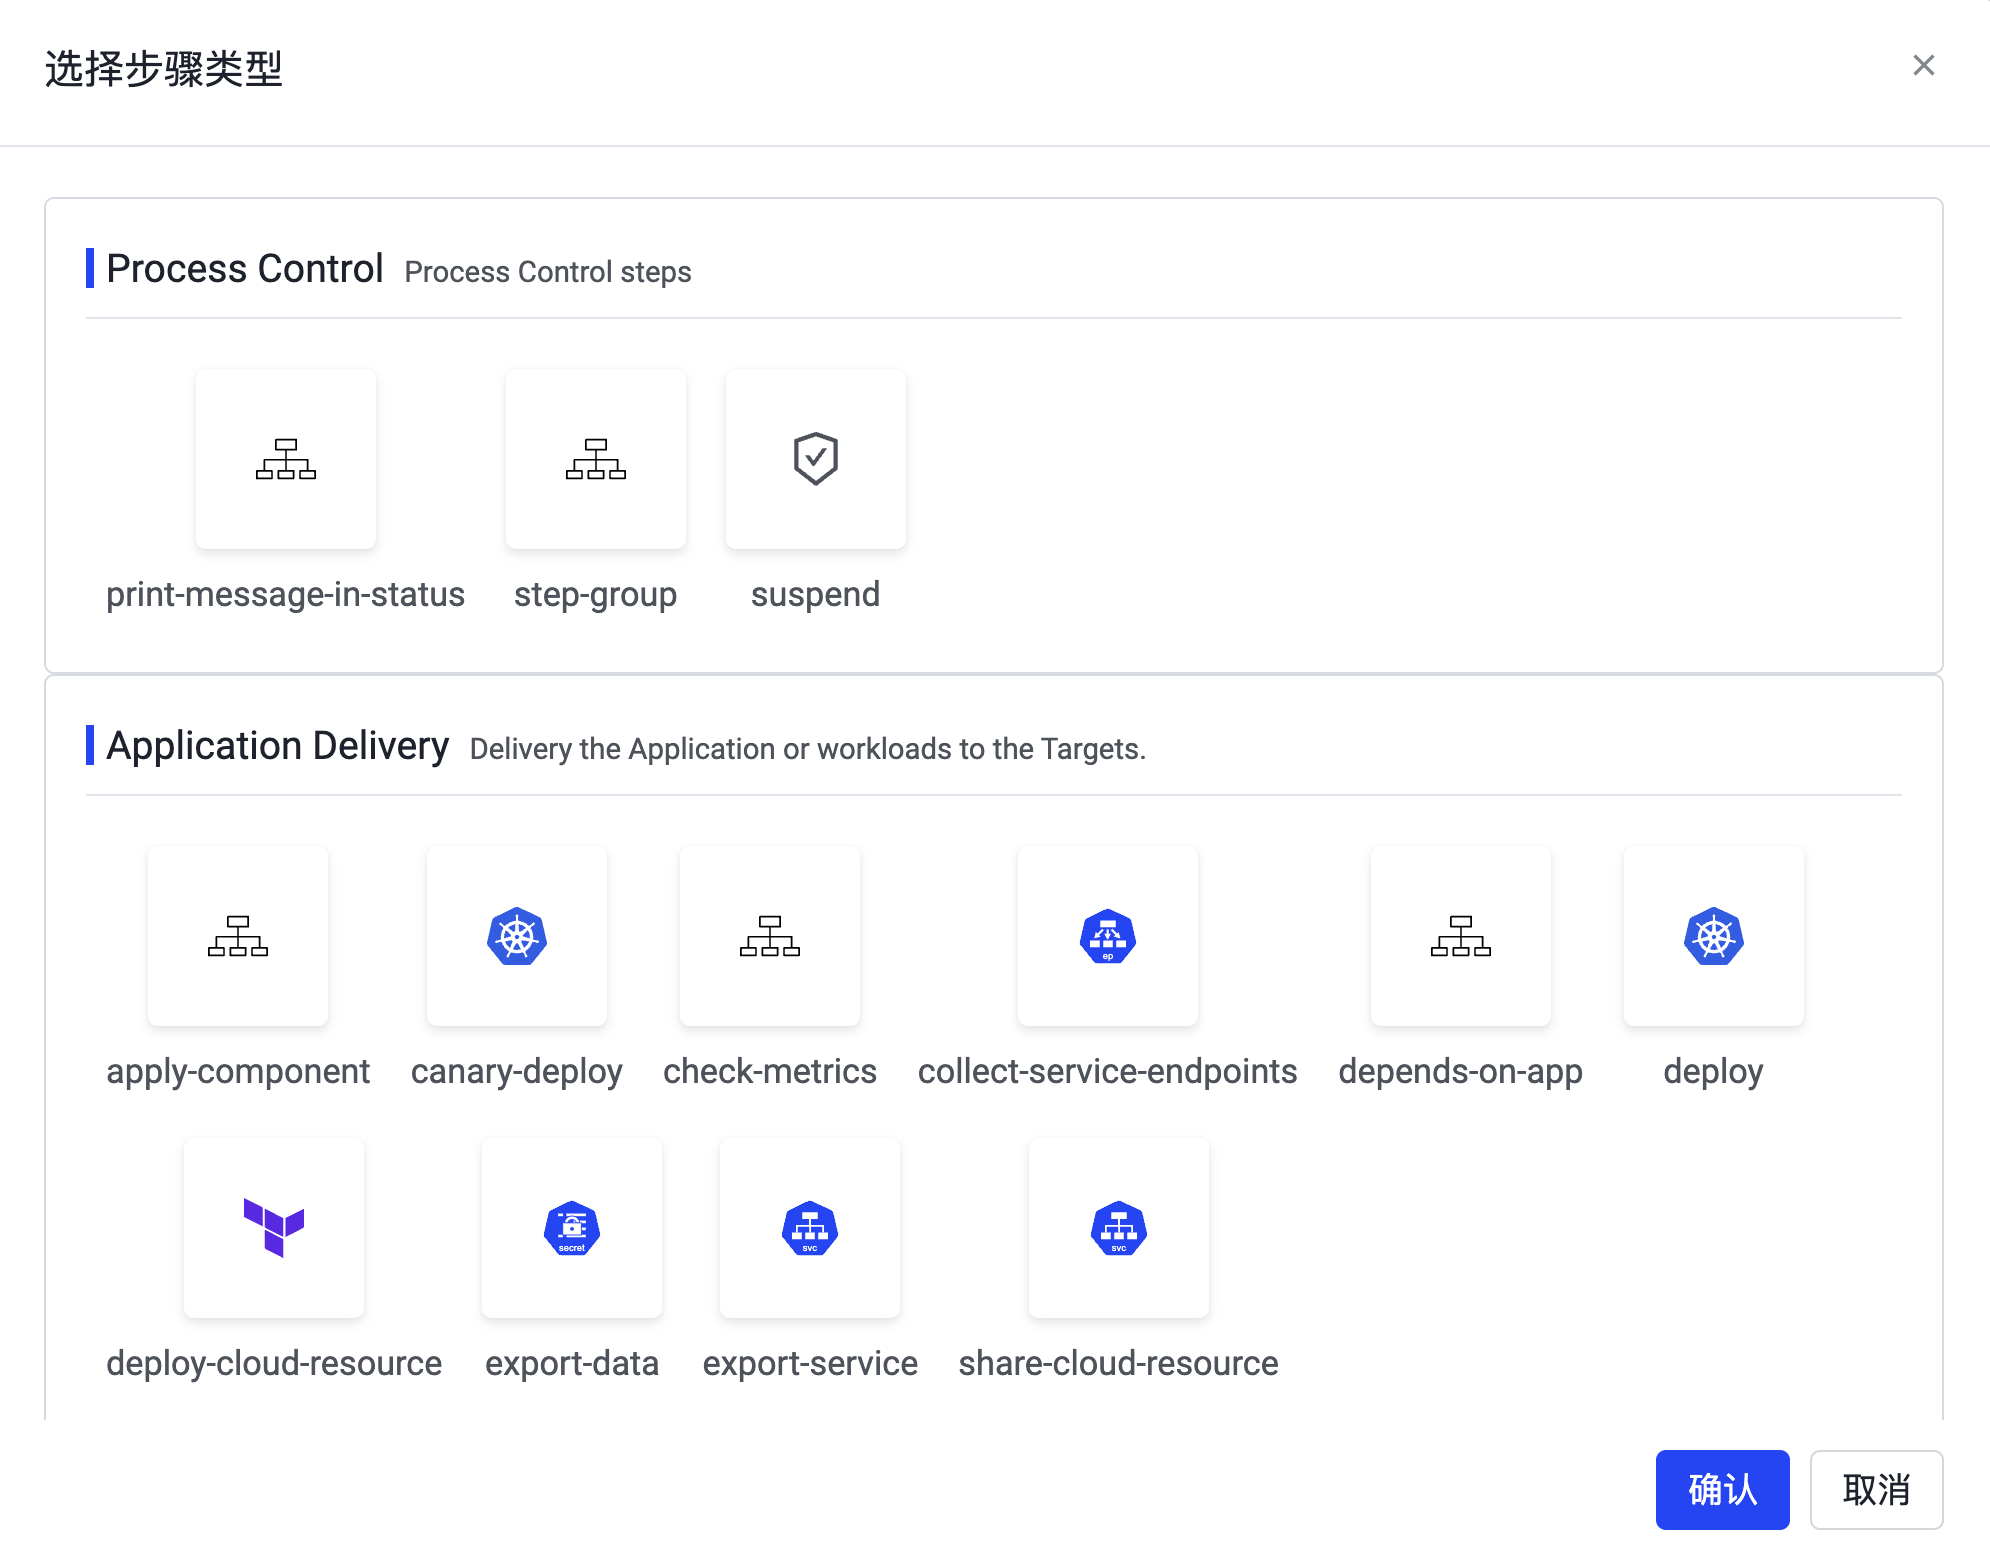 选择步骤类型
Process Control Process Control steps
print-message-in-status step-group suspend
Application Delivery Delivery the Application or workloads to the Targets.
ep
apply-component canary-deploy check-metrics collect-service-endpoints depends-on-app deploy
secret svc svc
deploy-cloud-resource export-data export-service share-cloud-resource
确认 取消